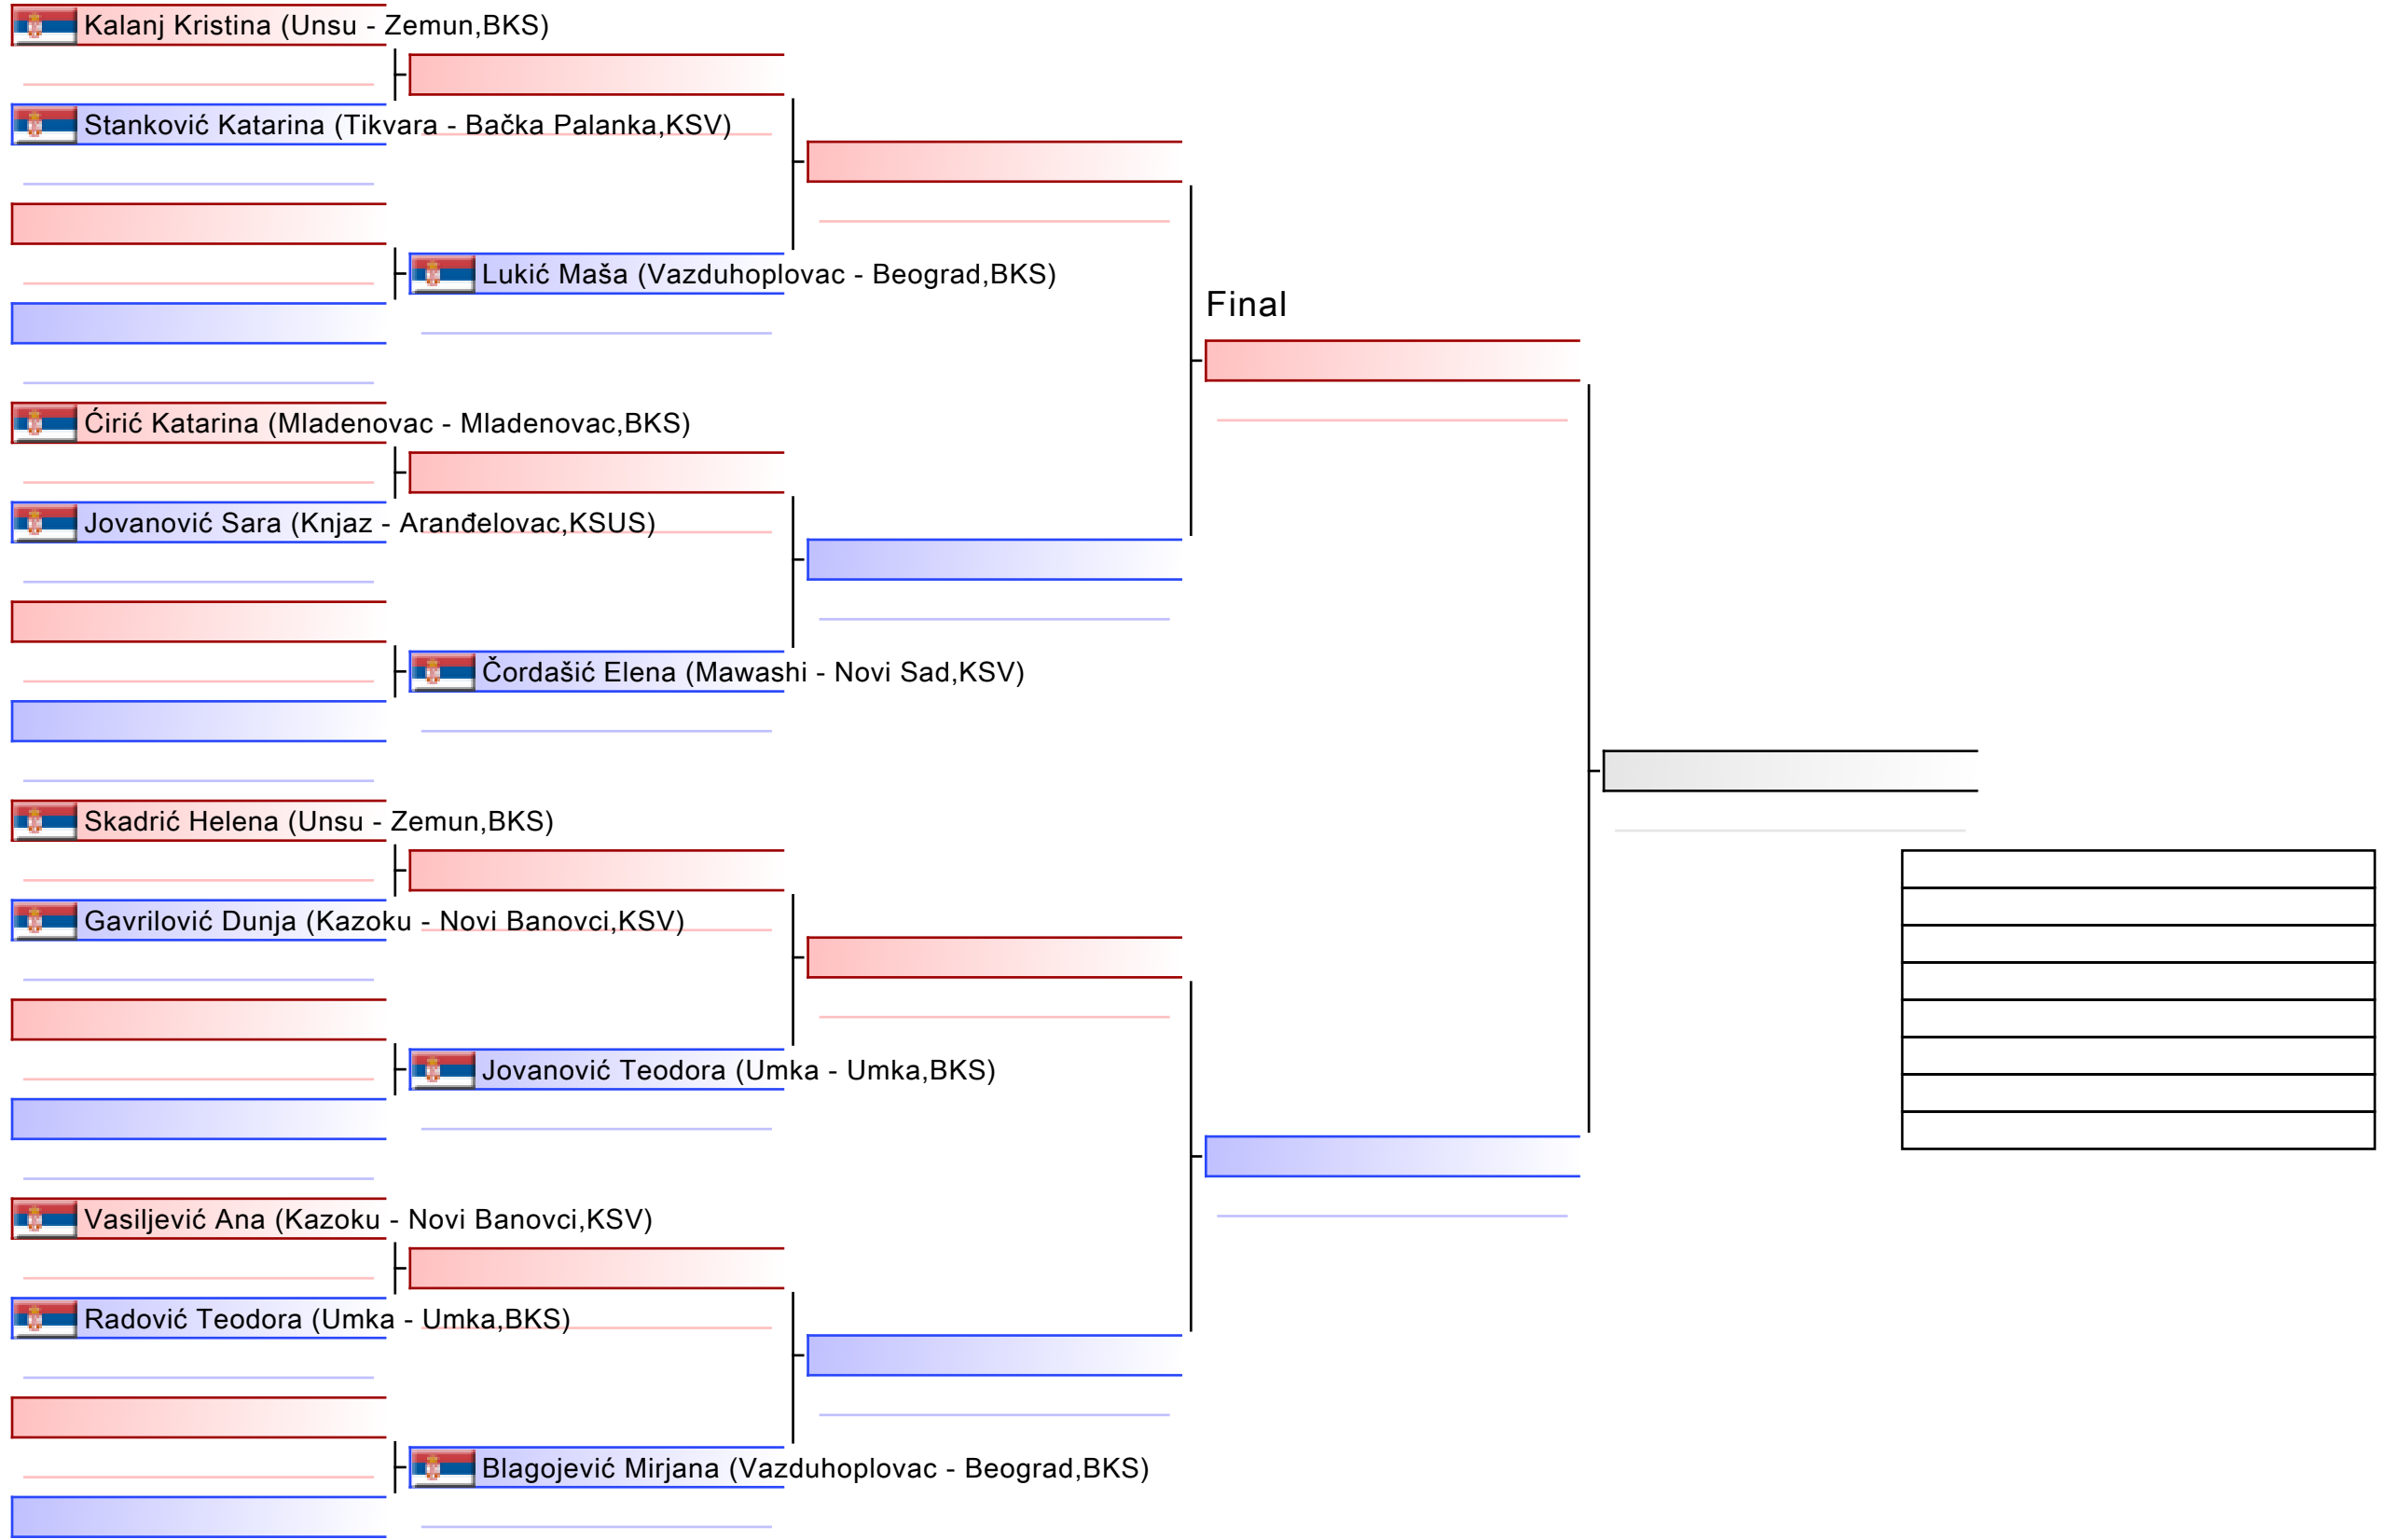 Kalanj Kristina (Unsu - Zemun,BKS)
Stanković Katarina (Tikvara - Bačka Palanka,KSV)
Lukić Maša (Vazduhoplovac - Beograd,BKS)
Final
Ćirić Katarina (Mladenovac - Mladenovac,BKS)
Jovanović Sara (Knjaz - Aranđelovac,KSUS)
Čordašić Elena (Mawashi - Novi Sad,KSV)
Skadrić Helena (Unsu - Zemun,BKS)
Gavrilović Dunja (Kazoku - Novi Banovci,KSV)
Jovanović Teodora (Umka - Umka,BKS)
Vasiljević Ana (Kazoku - Novi Banovci,KSV)
Radović Teodora (Umka - Umka,BKS)
Blagojević Mirjana (Vazduhoplovac - Beograd,BKS)